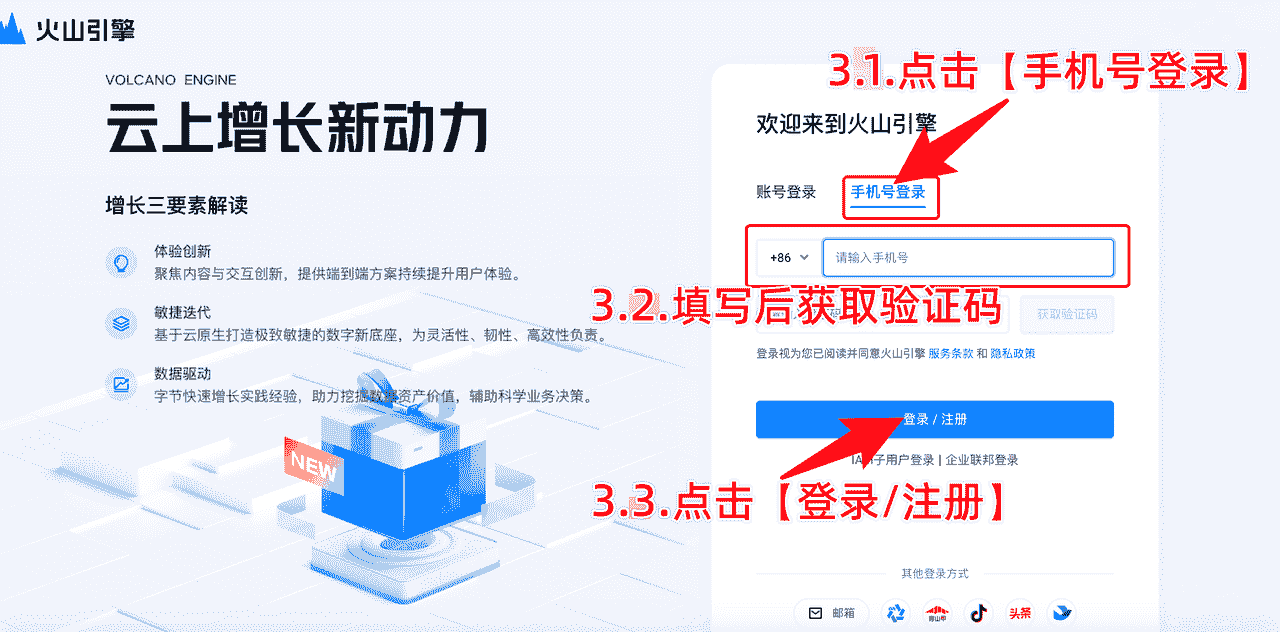 火山引擎
VOLCANO ENGINE
云上增长新动力
增长三要素解读
体验创新
聚焦内容与交互创新，提供端到端方案持续提升用户体验。
敏捷迭代
基于云原生打造极致敏捷的数字新底座，为灵活性、韧性、高效性负责。
数据驱动
字节快速增长实践经验，助力挖掘数据资产价值，辅助科学业务决策。
NEW
3.1.点击【手机号登录】
欢迎来到火山引擎
账号登录 手机号登录
+86 请输入手机号
3.2.填写后获取验证码
获取验证码
登录视为您已阅读并同意火山引擎 服务条款 和 隐私政策
登录 / 注册
子用户登录 | 企业联邦登录
3.3.点击【登录/注册】
其他登录方式
邮箱
头条